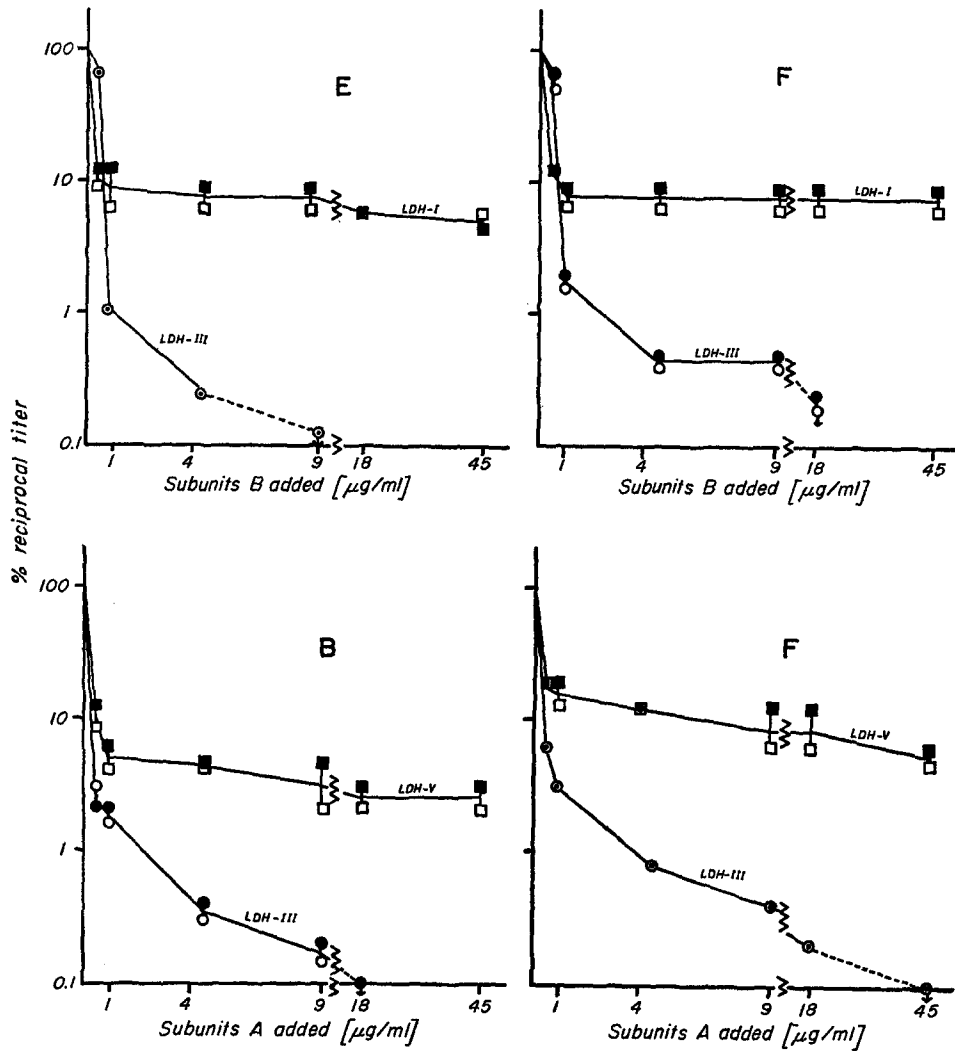 E
F
100
10
1
0.1
LDH-I
LDH-III
LDH-I
LDH-III
1 4 9 18 45
Subunits B added [µg/ml]
1 4 9 18 45
Subunits B added [µg/ml]
% reciprocal titer
B
F
100
10
1
0.1
LDH-V
LDH-III
LDH-V
LDH-III
1 4 9 18 45
Subunits A added [µg/ml]
1 4 9 18 45
Subunits A added [µg/ml]